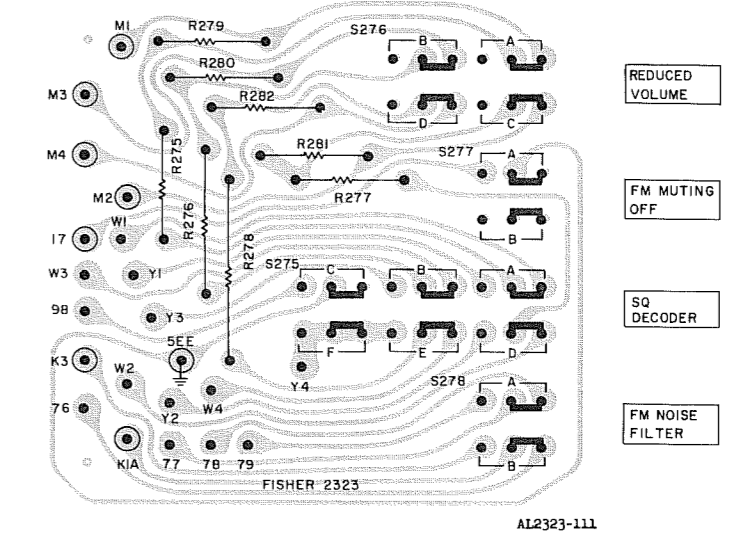 M1
R279
S276
B
A
R280
REDUCED
VOLUME
M3
R282
D
C
R275
R281
S277
A
M4
R277
FM MUTING
OFF
M2
R276
W1
B
17
R278
S275
C
B
A
W3
Y1
SQ
DECODER
98
Y3
5EE
F
E
D
K3
W2
Y4
S278
A
76
Y2
W4
FM NOISE
FILTER
K1A
77
78
79
B
FISHER 2323
AL2323-111